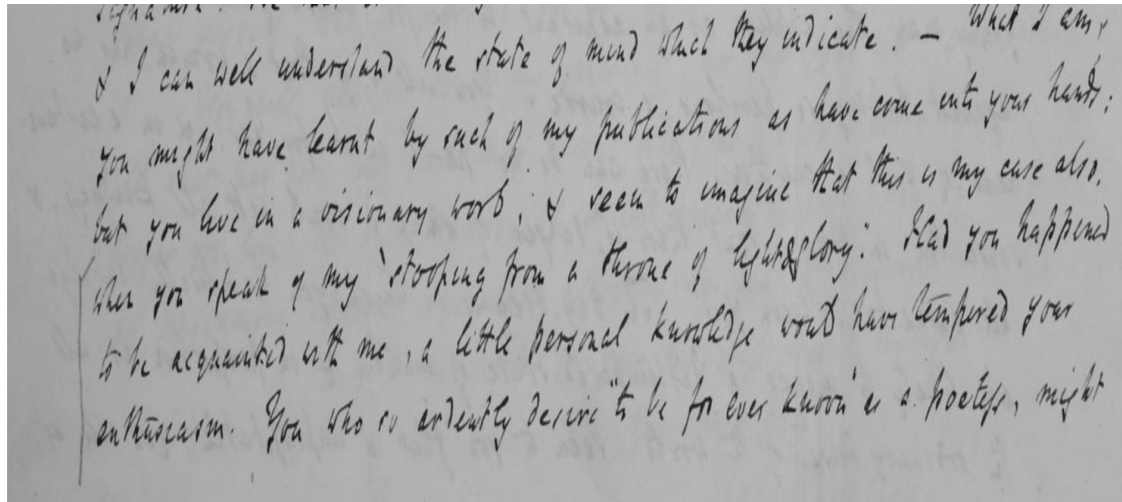 signature.
& I can well understand the state of mind which they indicate. — What I am,
you might have learnt by such of my publications as have come into your hands:
but you live in a visionary world, & seem to imagine that this is my case also,
when you speak of my "stooping from a throne of light & glory." Had you happened
to be acquainted with me, a little personal knowledge would have tempered your
enthusiasm. You who so ardently desire "to be for ever known" as a poetess, might